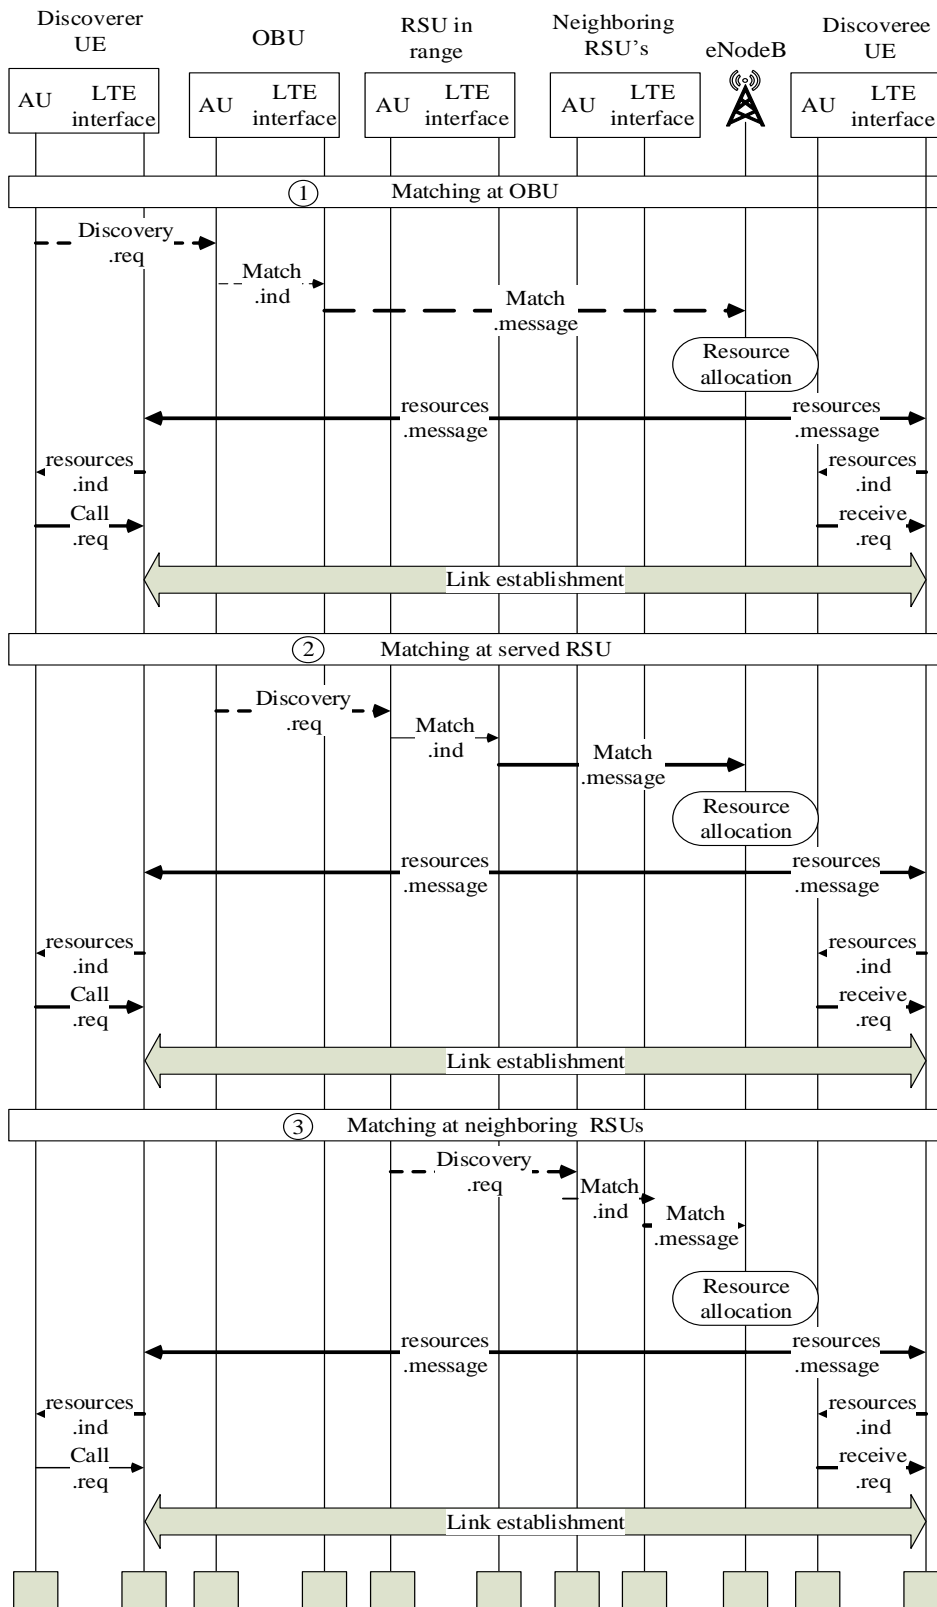 Discoverer
UE
OBU
RSU in
range
Neighboring
RSU's
eNodeB
Discoveree
UE
AU
LTE
interface
AU
LTE
interface
AU
LTE
interface
AU
LTE
interface
AU
LTE
interface
1 Matching at OBU
Discovery
.req
Match
.ind
Match
.message
Resource
allocation
resources
.message
resources
.message
resources
.ind
resources
.ind
Call
.req
receive
.req
Link establishment
2 Matching at served RSU
Discovery
.req
Match
.ind
Match
.message
Resource
allocation
resources
.message
resources
.message
resources
.ind
resources
.ind
Call
.req
receive
.req
Link establishment
3 Matching at neighboring RSUs
Discovery
.req
Match
.ind
Match
.message
Resource
allocation
resources
.message
resources
.message
resources
.ind
resources
.ind
Call
.req
receive
.req
Link establishment